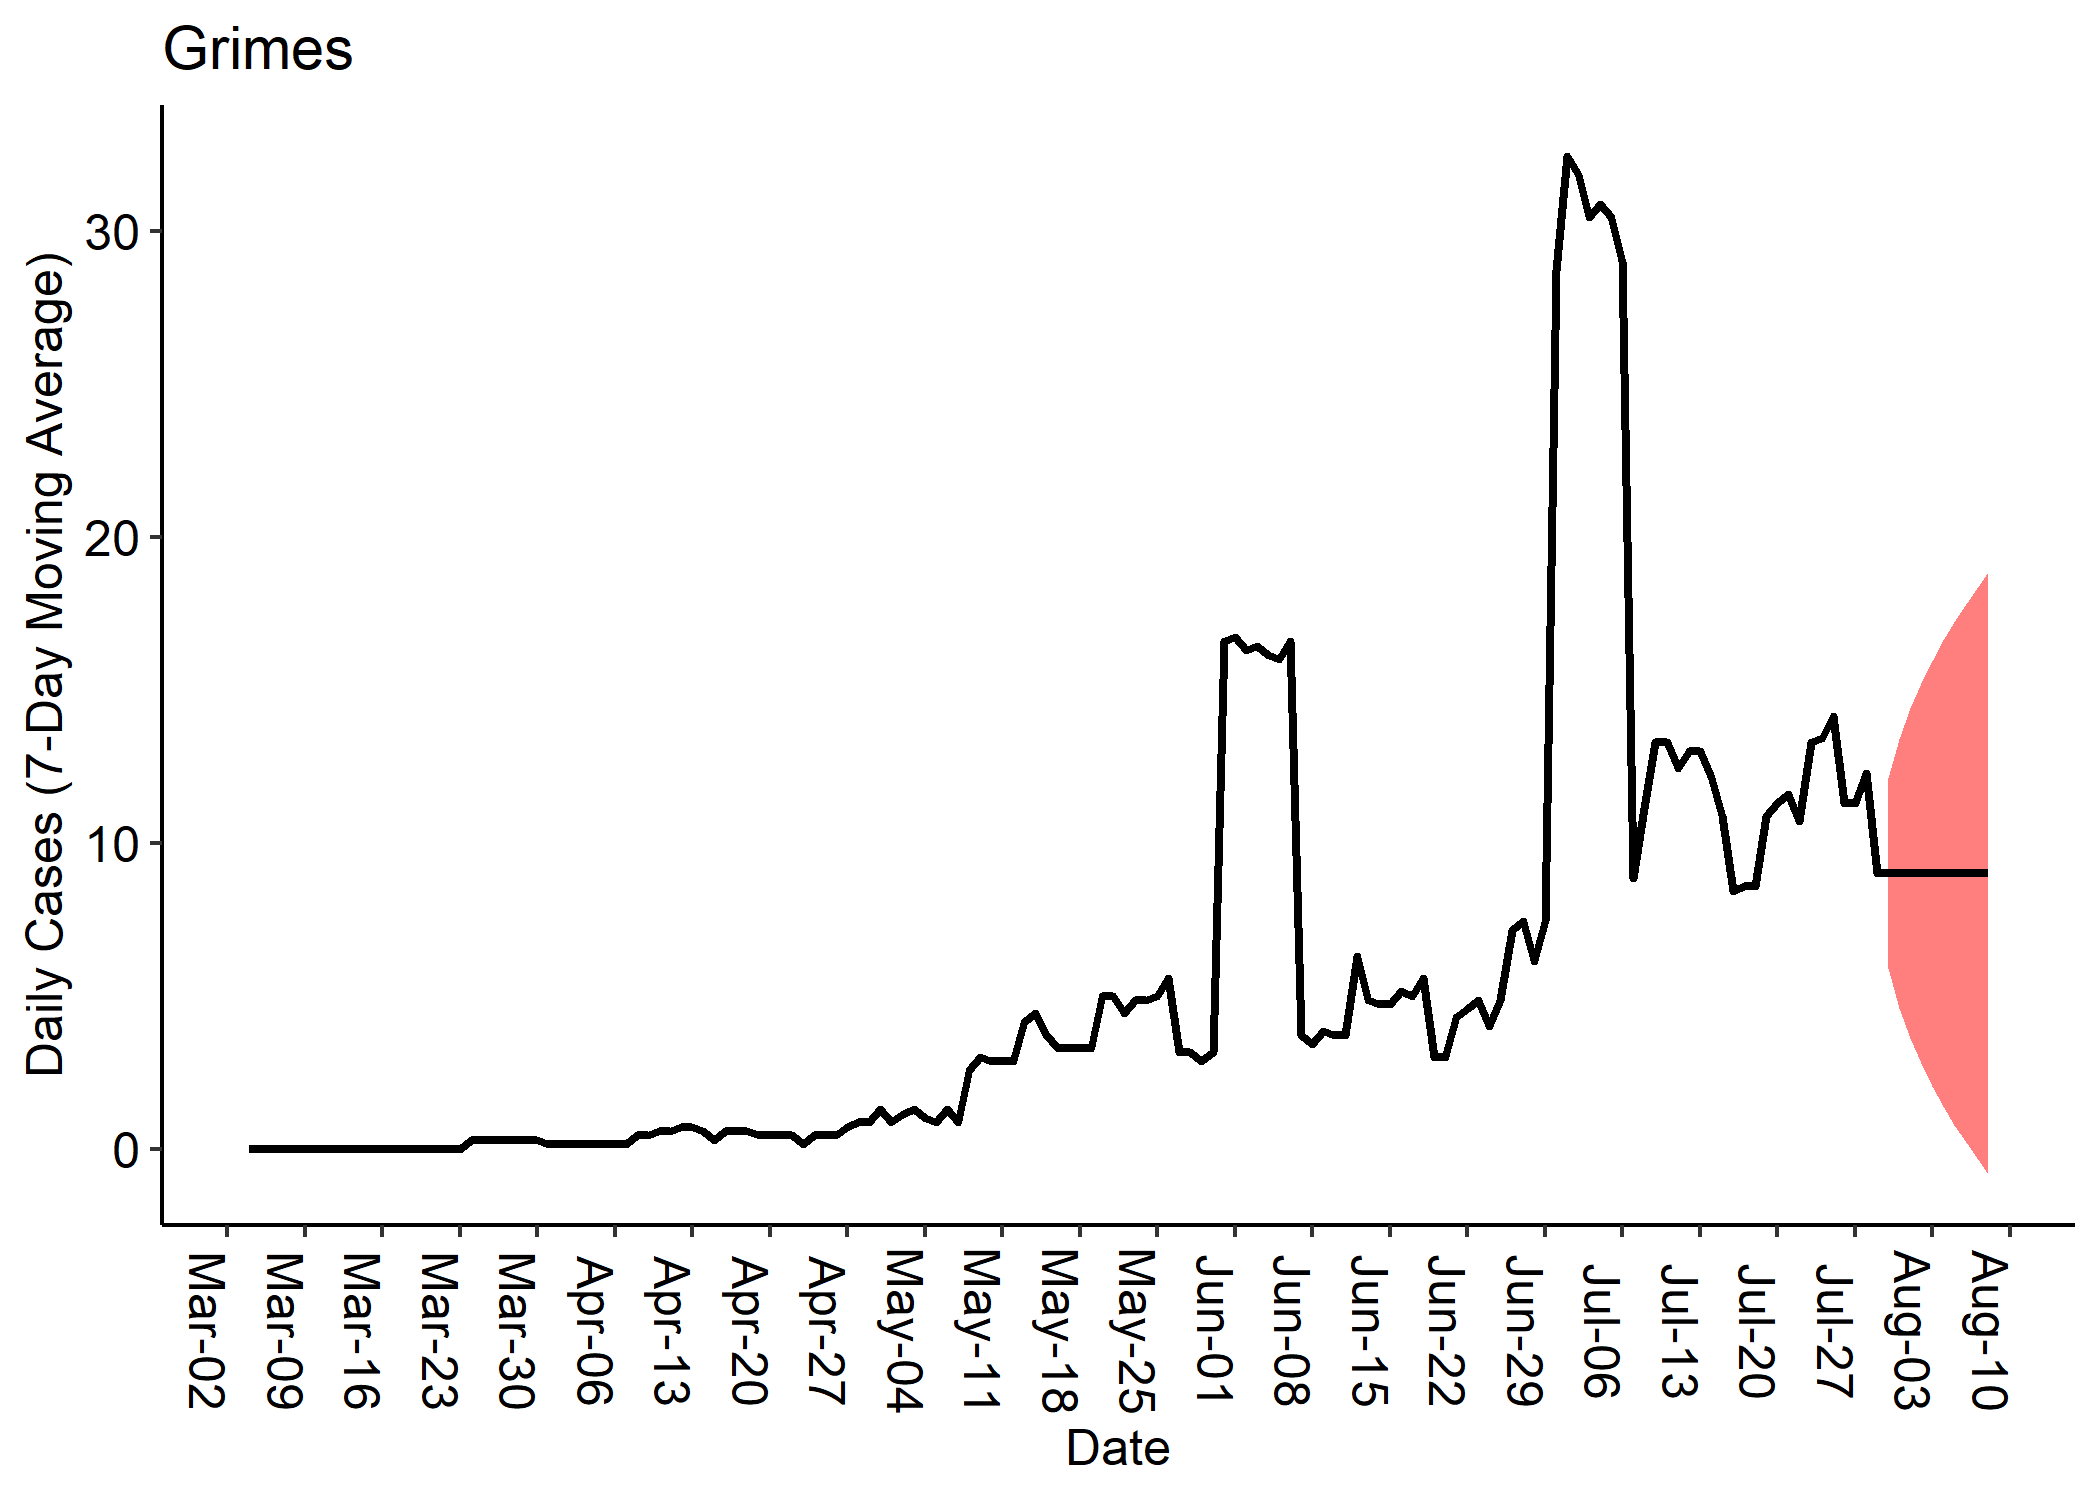 Grimes
Daily Cases (7-Day Moving Average)
30
20
10
0
Mar-02
Mar-09
Mar-16
Mar-23
Mar-30
Apr-06
Apr-13
Apr-20
Apr-27
May-04
May-11
May-18
May-25
Jun-01
Jun-08
Jun-15
Jun-22
Jun-29
Jul-06
Jul-13
Jul-20
Jul-27
Aug-03
Aug-10
Date